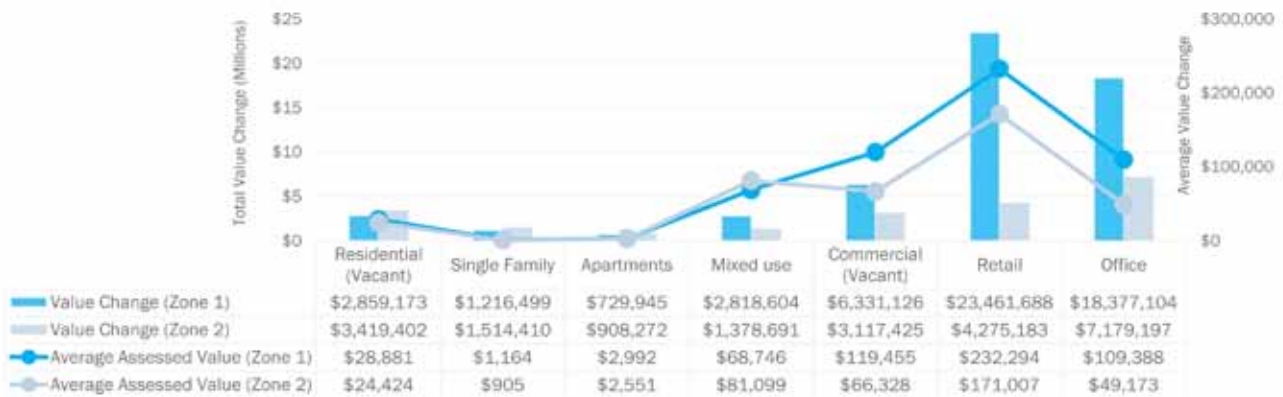 Total Value Change (Millions)
$25
$20
$15
$10
$5
$0
$300,000
$200,000
$100,000
$0
Average Value Change
Residential (Vacant) Single Family Apartments Mixed use Commercial (Vacant) Retail Office
Value Change (Zone 1) $2,859,173 $1,216,499 $729,945 $2,818,604 $6,331,126 $23,461,688 $18,377,104
Value Change (Zone 2) $3,419,402 $1,514,410 $908,272 $1,378,691 $3,117,425 $4,275,183 $7,179,197
Average Assessed Value (Zone 1) $28,881 $1,164 $2,992 $68,746 $119,455 $232,294 $109,388
Average Assessed Value (Zone 2) $24,424 $905 $2,551 $81,099 $66,328 $171,007 $49,173